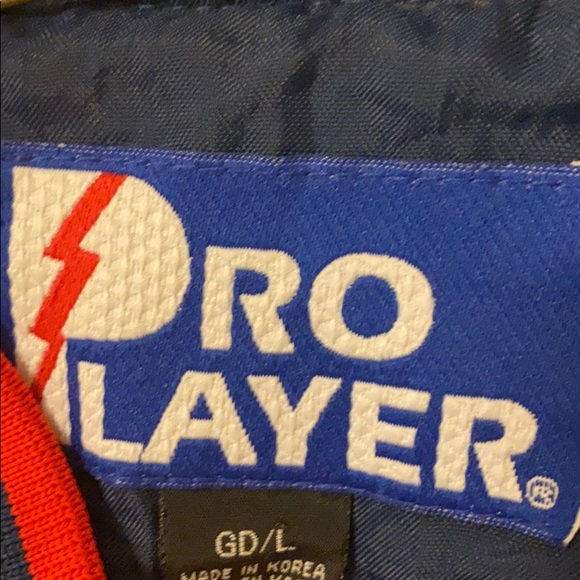 PRO
PLAYER®
GD/L
MADE IN KOREA